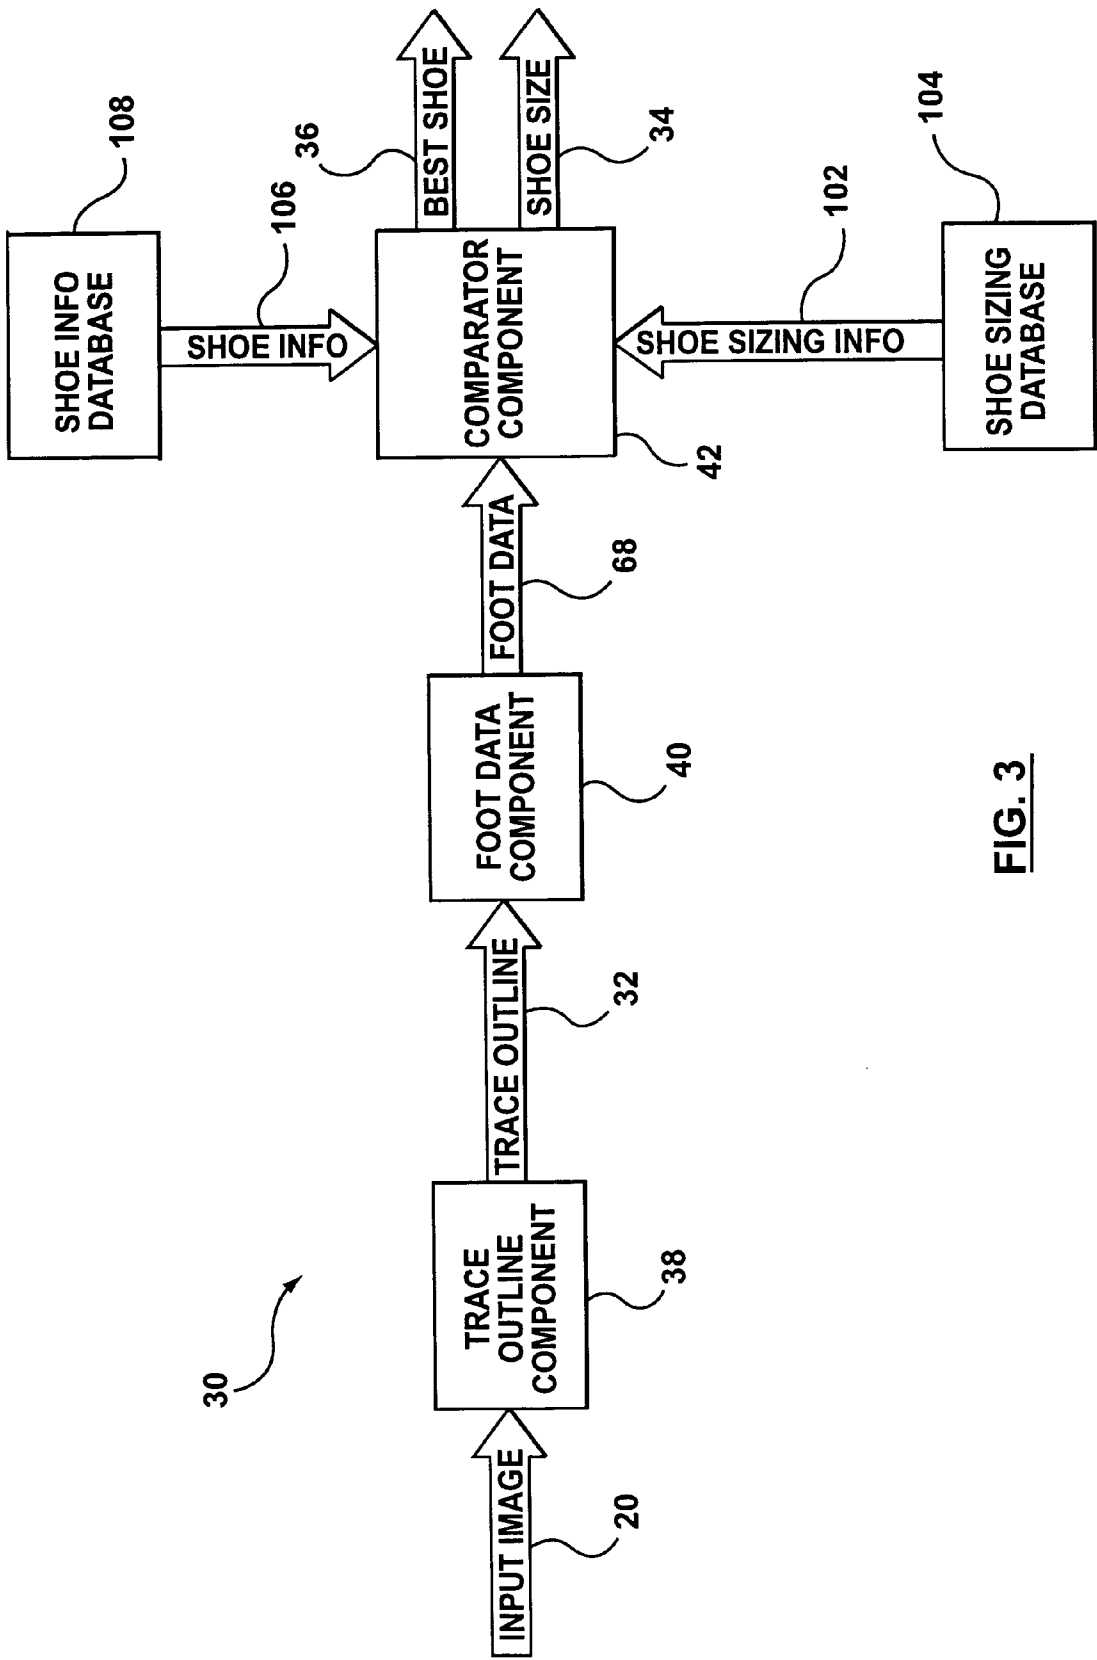 108
SHOE INFO
DATABASE
106
SHOE INFO
36
BEST SHOE
SHOE SIZE
34
COMPARATOR
COMPONENT
42
102
SHOE SIZING INFO
104
SHOE SIZING
DATABASE
FOOT DATA
68
FOOT DATA
COMPONENT
40
TRACE OUTLINE
32
TRACE
OUTLINE
COMPONENT
38
30
INPUT IMAGE
20
FIG. 3